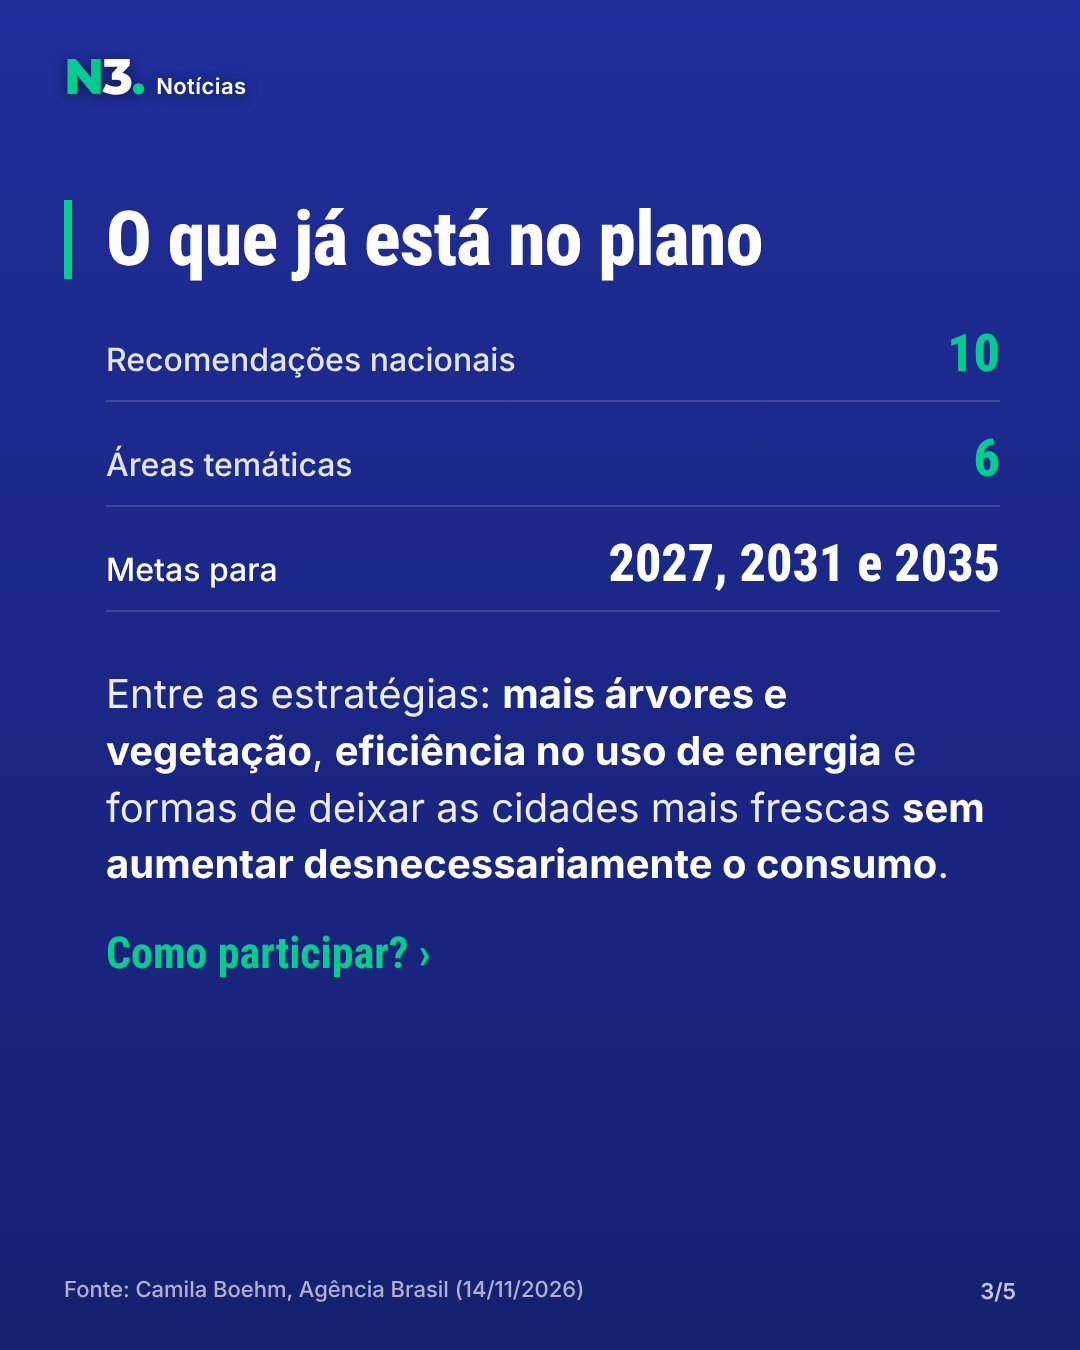 N3. Notícias
O que já está no plano
Recomendações nacionais 10
Áreas temáticas 6
Metas para 2027, 2031 e 2035
Entre as estratégias: mais árvores e
vegetação, eficiência no uso de energia e
formas de deixar as cidades mais frescas sem
aumentar desnecessariamente o consumo.
Como participar? ›
Fonte: Camila Boehm, Agência Brasil (14/11/2026)
3/5